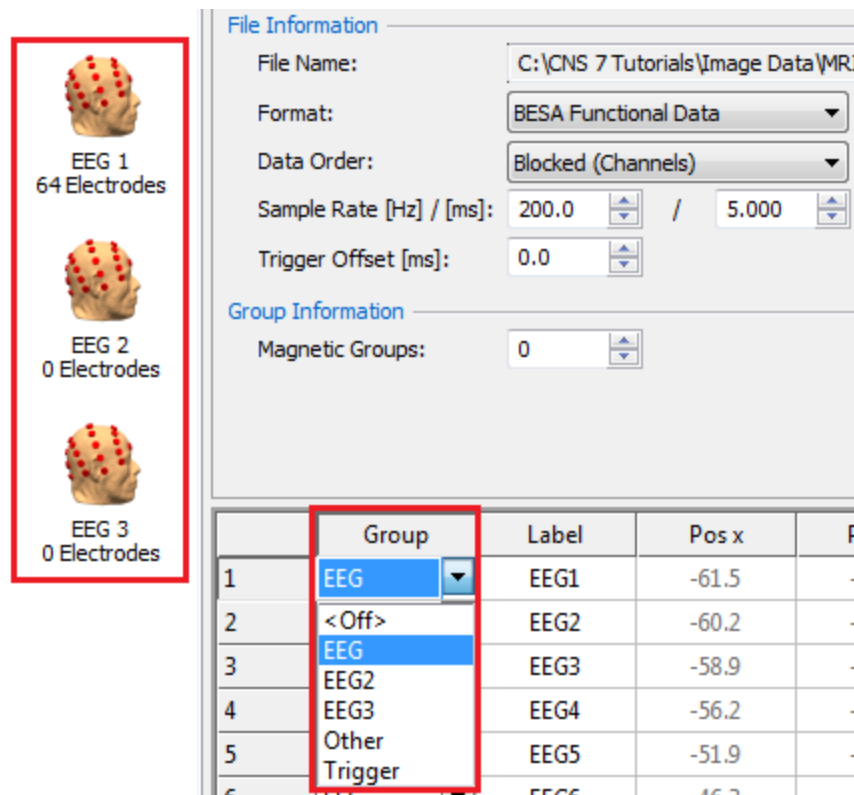 EEG 1
64 Electrodes
EEG 2
0 Electrodes
EEG 3
0 Electrodes
File Information
File Name: C:\CNS 7 Tutorials\Image Data\MRI
Format: BESA Functional Data
Data Order: Blocked (Channels)
Sample Rate [Hz] / [ms]: 200.0 / 5.000
Trigger Offset [ms]: 0.0
Group Information
Magnetic Groups: 0
Group Label Pos x
1 EEG EEG1 -61.5
2 <Off> EEG2 -60.2
EEG
3 EEG3 -58.9
EEG2
4 EEG3 EEG4 -56.2
5 Other EEG5 -51.9
Trigger